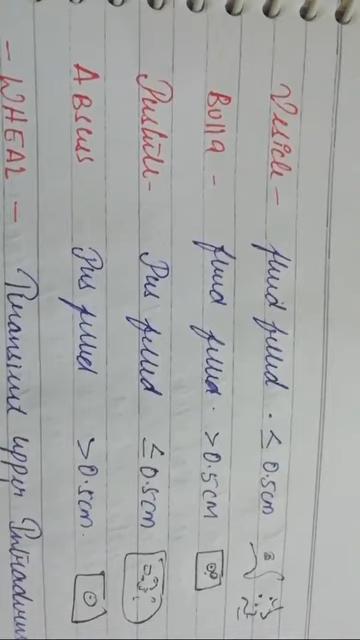 Vesicle - fluid filled . ≤ 0.5cm
Bulla - fluid filled . >0.5cm
Pustule - Pus filled ≤0.5cm
Abscess Pus filled >0.5cm.
- WHEAL - Transient upper